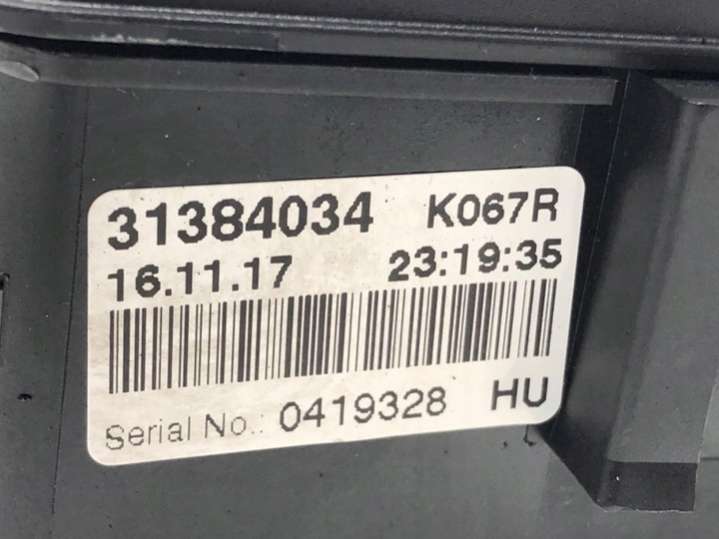 31384034 K067R
16.11.17 23:19:35
Serial No.: 0419328 HU